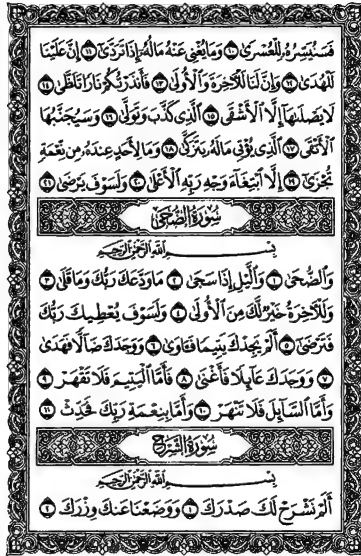 فَسَنُيَسِّرُهُۥ لِلْعُسْرَىٰ ١٠ وَمَا يُغْنِى عَنْهُ مَالُهُۥٓ إِذَا تَرَدَّىٰٓ ١١ إِنَّ عَلَيْنَا
لَلْهُدَىٰ ١٢ وَإِنَّ لَنَا لَلْءَاخِرَةَ وَٱلْأُولَىٰ ١٣ فَأَنذَرْتُكُمْ نَارًا تَلَظَّىٰ ١٤
لَا يَصْلَىٰهَآ إِلَّا ٱلْأَشْقَى ١٥ ٱلَّذِى كَذَّبَ وَتَوَلَّىٰ ١٦ وَسَيُجَنَّبُهَا
ٱلْأَتْقَى ١٧ ٱلَّذِى يُؤْتِى مَالَهُۥ يَتَزَكَّىٰ ١٨ وَمَا لِأَحَدٍ عِندَهُۥ مِن نِّعْمَةٍ
تُجْزَىٰٓ ١٩ إِلَّا ٱبْتِغَآءَ وَجْهِ رَبِّهِ ٱلْأَعْلَىٰ ٢٠ وَلَسَوْفَ يَرْضَىٰ ٢١
سُورَةُ الضُّحَىٰ
بِسْمِ ٱللَّهِ ٱلرَّحْمَٰنِ ٱلرَّحِيمِ
وَٱلضُّحَىٰ ١ وَٱلَّيْلِ إِذَا سَجَىٰ ٢ مَا وَدَّعَكَ رَبُّكَ وَمَا قَلَىٰ ٣
وَلَلْءَاخِرَةُ خَيْرٌ لَّكَ مِنَ ٱلْأُولَىٰ ٤ وَلَسَوْفَ يُعْطِيكَ رَبُّكَ
فَتَرْضَىٰٓ ٥ أَلَمْ يَجِدْكَ يَتِيمًا فَـَٔاوَىٰ ٦ وَوَجَدَكَ ضَآلًّا فَهَدَىٰ
٧ وَوَجَدَكَ عَآئِلًا فَأَغْنَىٰ ٨ فَأَمَّا ٱلْيَتِيمَ فَلَا تَقْهَرْ ٩
وَأَمَّا ٱلسَّآئِلَ فَلَا تَنْهَرْ ١٠ وَأَمَّا بِنِعْمَةِ رَبِّكَ فَحَدِّثْ ١١
سُورَةُ الشَّرْحِ
بِسْمِ ٱللَّهِ ٱلرَّحْمَٰنِ ٱلرَّحِيمِ
أَلَمْ نَشْرَحْ لَكَ صَدْرَكَ ١ وَوَضَعْنَا عَنكَ وِزْرَكَ ٢